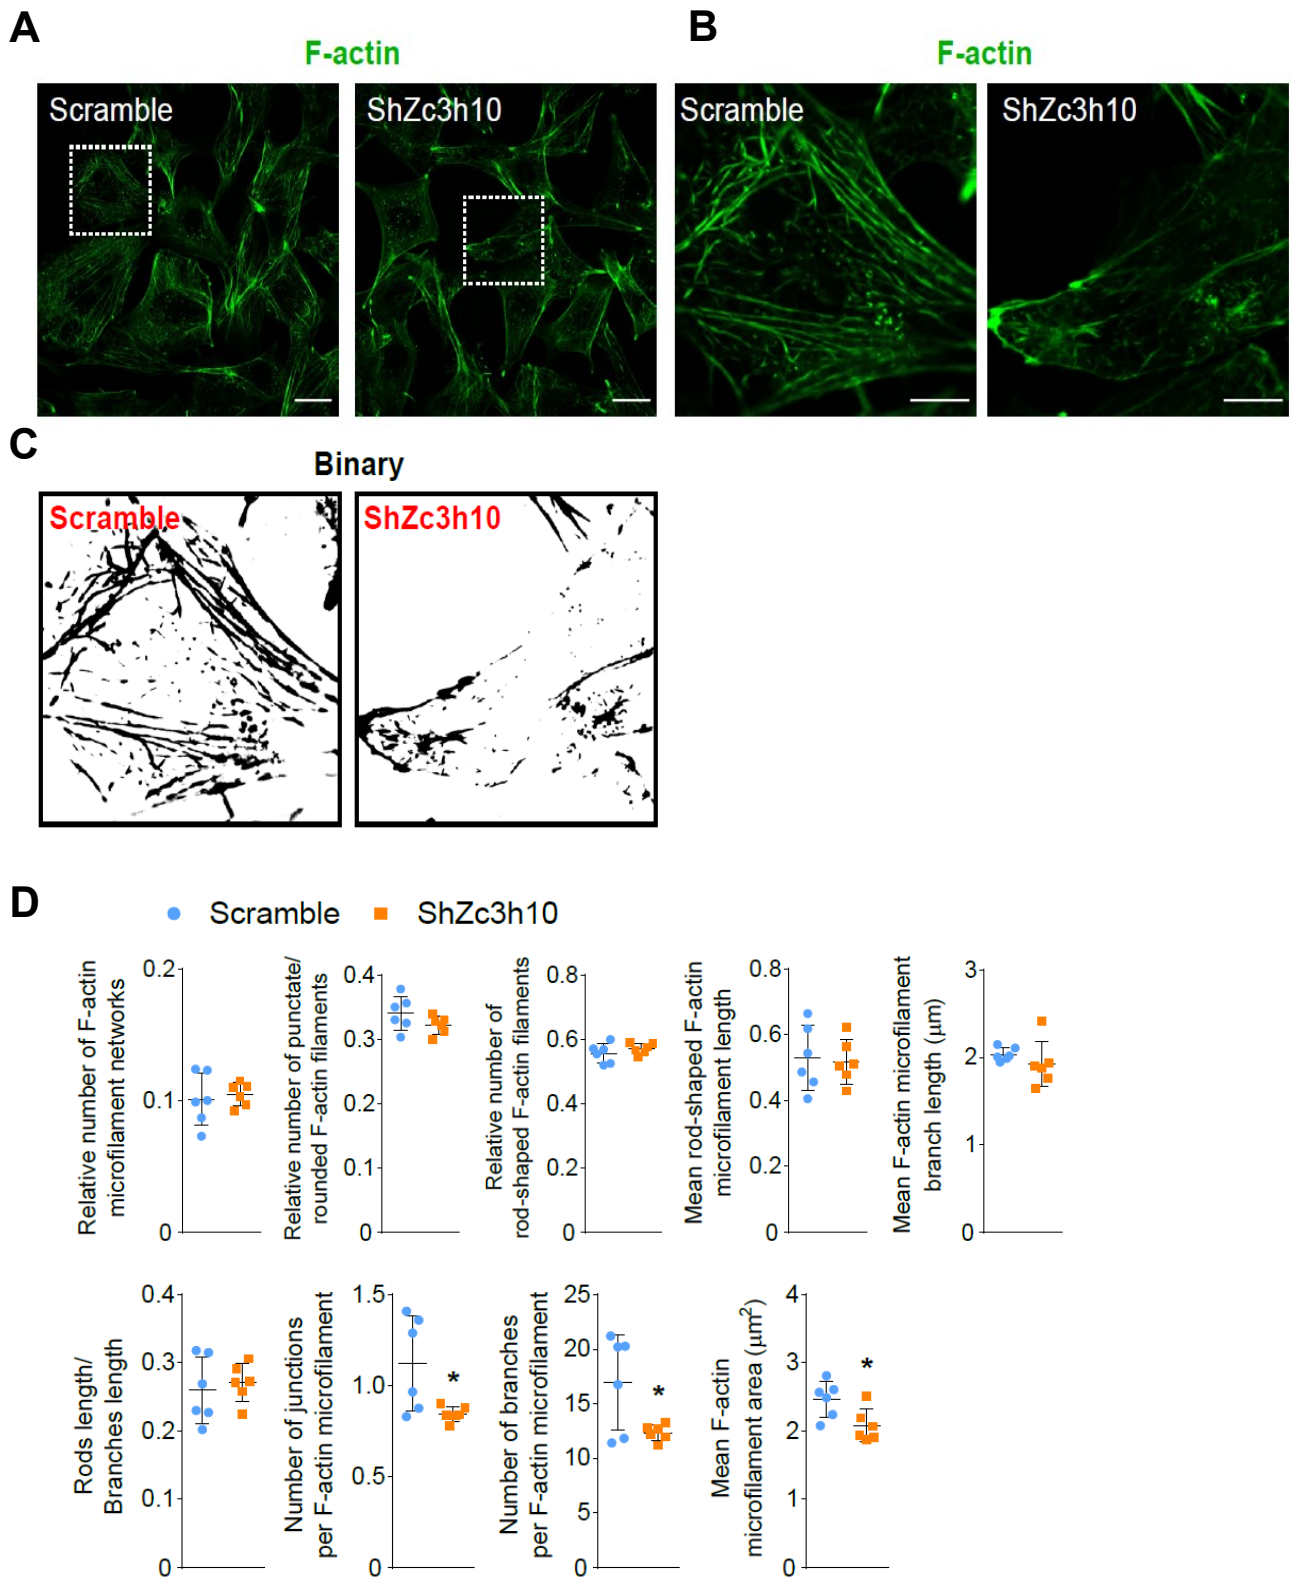 A
B
F-actin
F-actin
Scramble
ShZc3h10
Scramble
ShZc3h10
C
Binary
Scramble
ShZc3h10
D
Scramble
ShZc3h10
Relative number of F-actin
microfilament networks
0.2
0.1
0
Relative number of punctate/
rounded F-actin filaments
0.4
0.3
0.2
0.1
0
Relative number of
rod-shaped F-actin filaments
0.8
0.6
0.4
0.2
0
Mean rod-shaped F-actin
microfilament length
0.8
0.6
0.4
0.2
0
Mean F-actin microfilament
branch length (μm)
3
2
1
0
Rods length/
Branches length
0.4
0.3
0.2
0.1
0
Number of junctions
per F-actin microfilament
1.5
1.0
0.5
0
*
Number of branches
per F-actin microfilament
25
20
15
10
5
0
*
Mean F-actin
microfilament area (μm²)
4
3
2
1
0
*